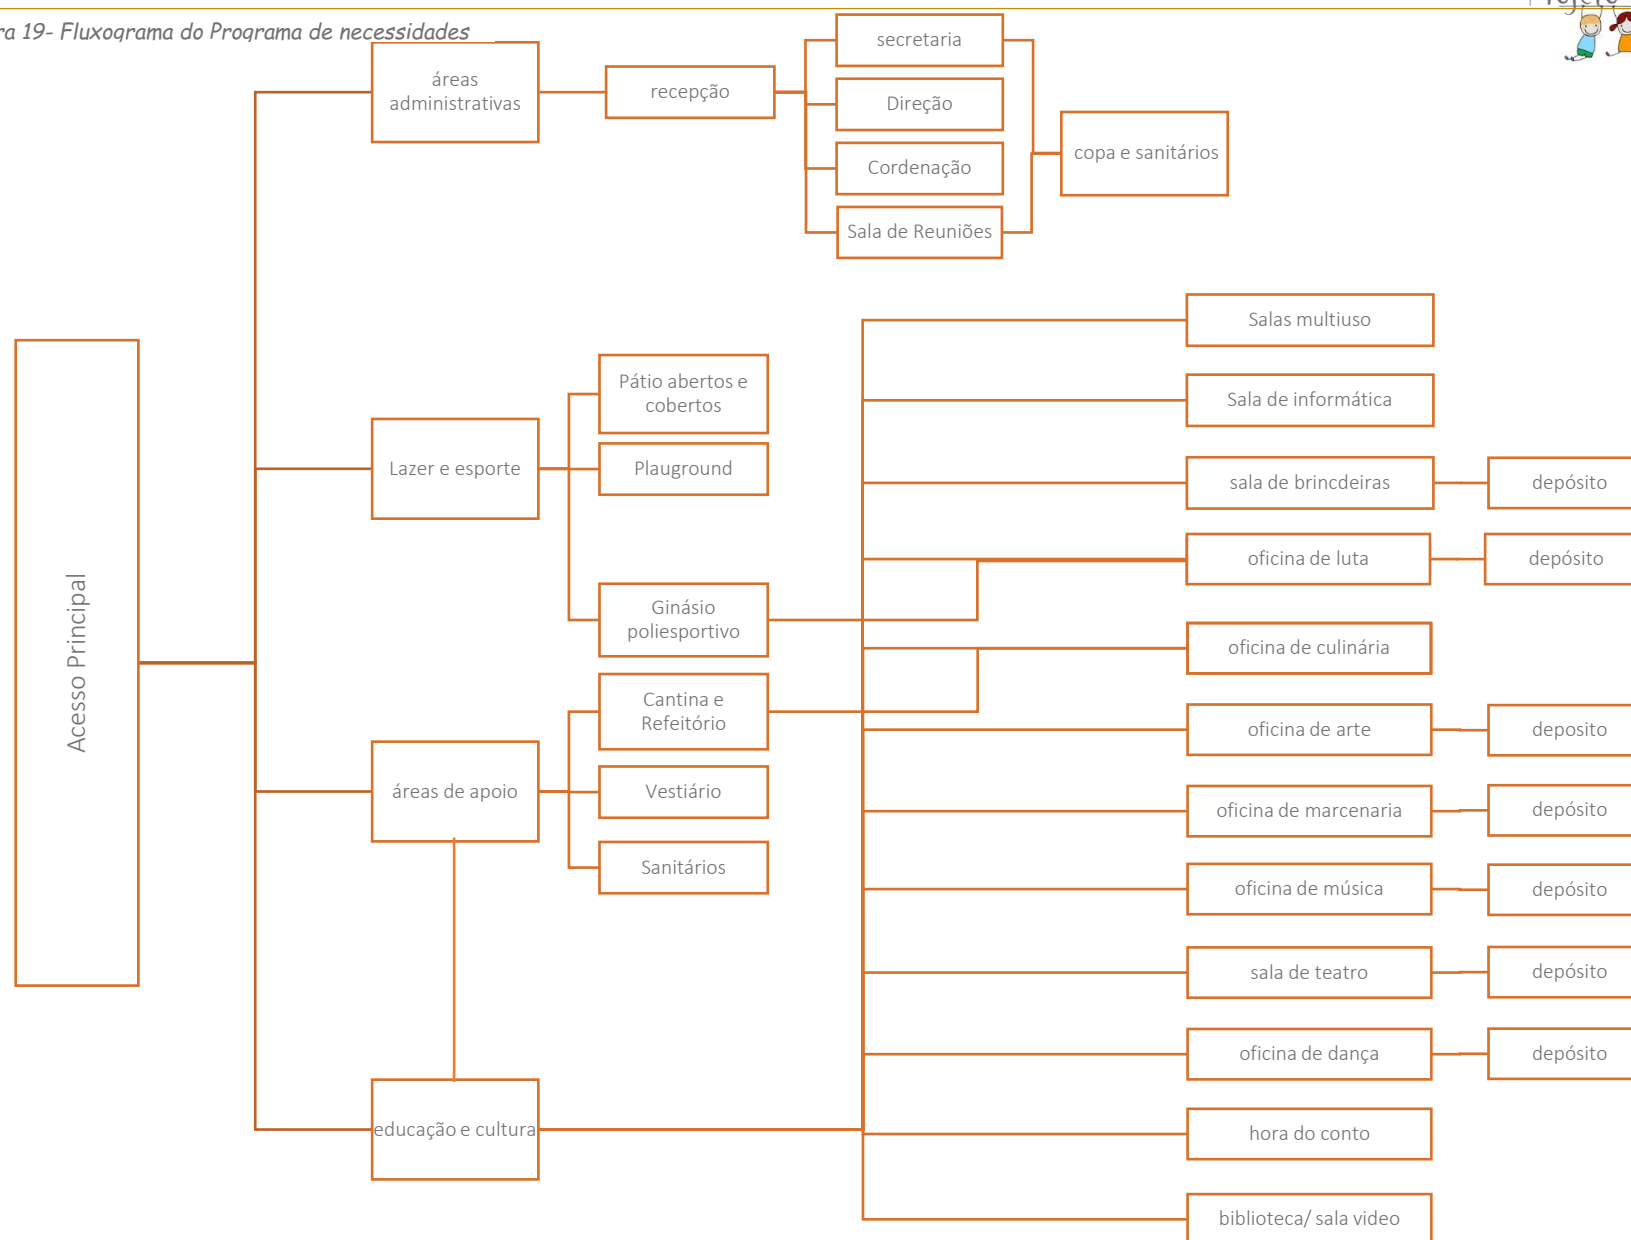 ra 19- Fluxograma do Programa de necessidades
áreas
administrativas
recepção
secretaria
Direção
Cordenação
Sala de Reuniões
copa e sanitários
Acesso Principal
Lazer e esporte
Pátio abertos e
cobertos
Plauground
Ginásio
poliesportivo
áreas de apoio
Cantina e
Refeitório
Vestiário
Sanitários
educação e cultura
Salas multiuso
Sala de informática
sala de brincdeiras
depósito
oficina de luta
depósito
oficina de culinária
oficina de arte
deposito
oficina de marcenaria
depósito
oficina de música
depósito
sala de teatro
depósito
oficina de dança
depósito
hora do conto
biblioteca/ sala video